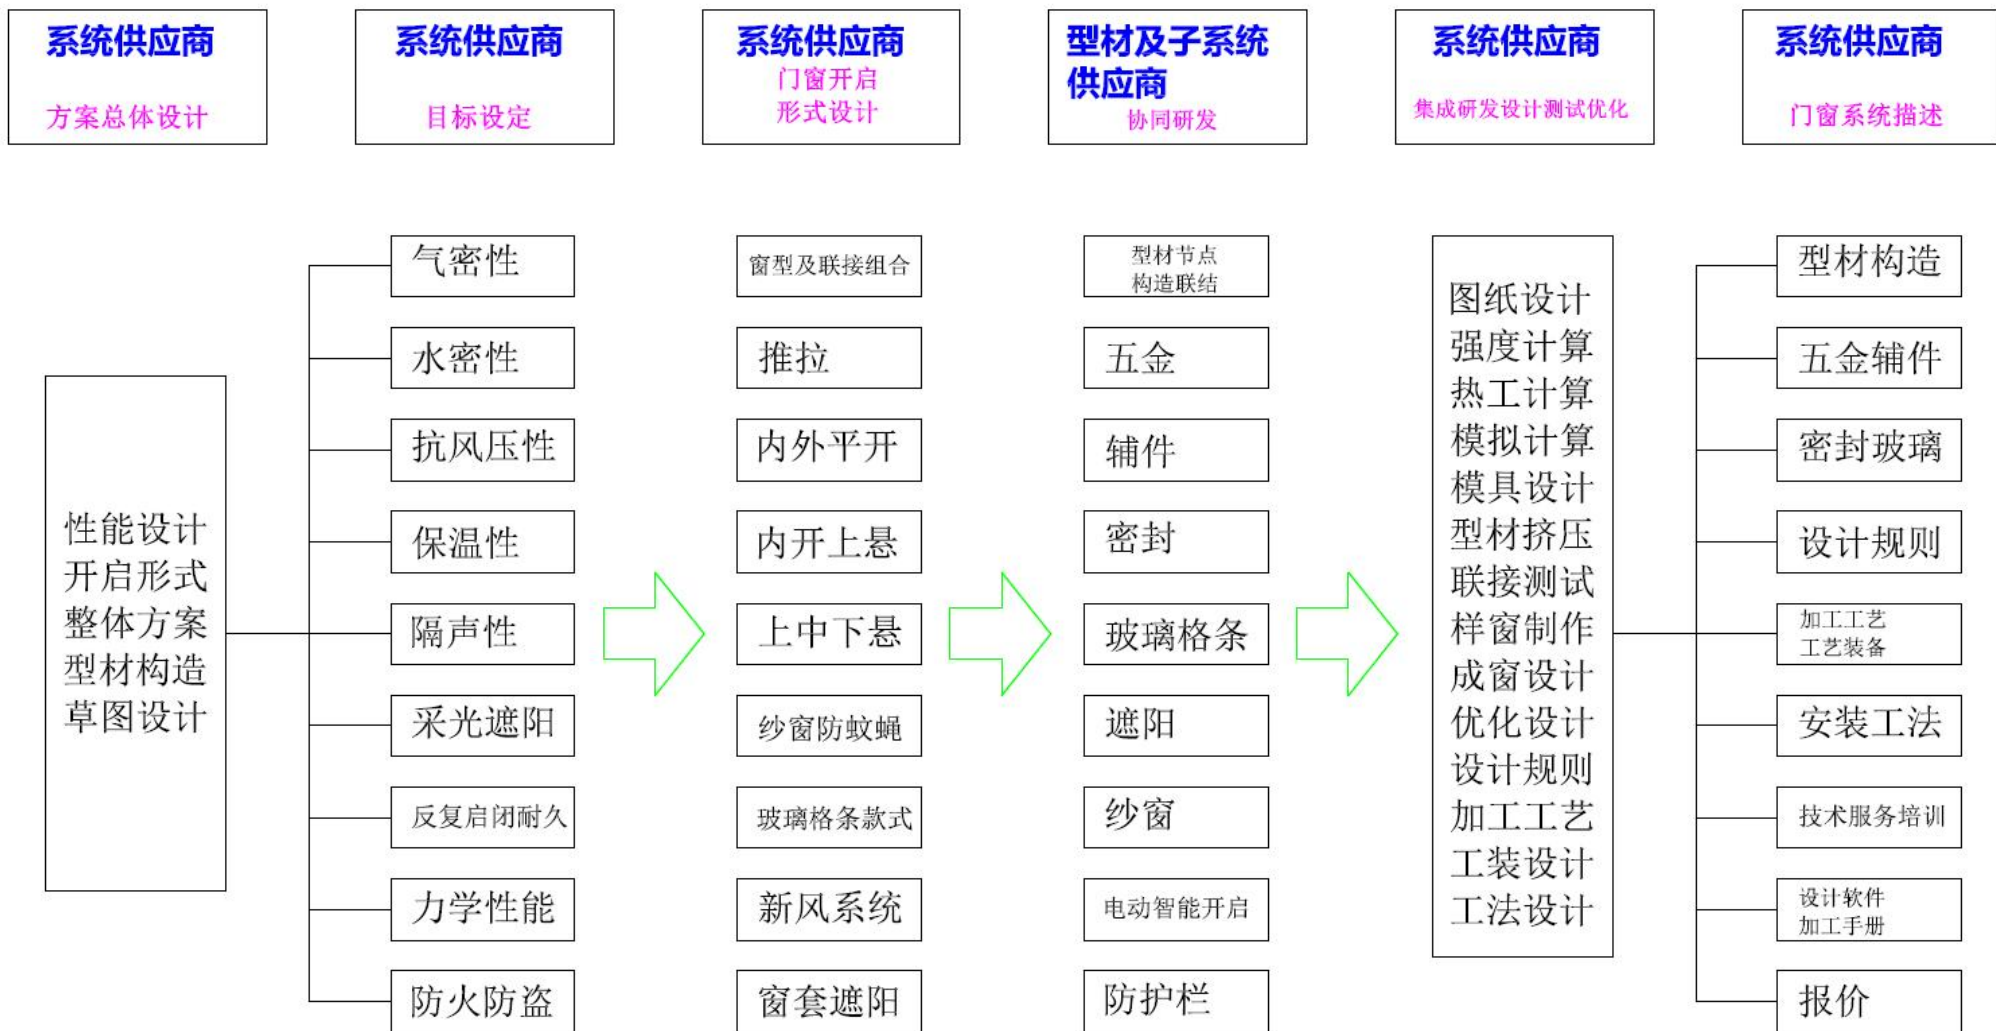 系统供应商
方案总体设计
系统供应商
目标设定
系统供应商
门窗开启
形式设计
型材及子系统
供应商
协同研发
系统供应商
集成研发设计测试优化
系统供应商
门窗系统描述
性能设计
开启形式
整体方案
型材构造
草图设计
气密性
水密性
抗风压性
保温性
隔声性
采光遮阳
反复启闭耐久
力学性能
防火防盗
窗型及联接组合
推拉
内外平开
内开上悬
上中下悬
纱窗防蚊蝇
玻璃格条款式
新风系统
窗套遮阳
型材节点
构造联结
五金
辅件
密封
玻璃格条
遮阳
纱窗
电动智能开启
防护栏
图纸设计
强度计算
热工计算
模拟计算
模具设计
型材挤压
联接测试
样窗制作
成窗设计
优化设计
设计规则
加工工艺
工装设计
工法设计
型材构造
五金辅件
密封玻璃
设计规则
加工工艺
工艺装备
安装工法
技术服务培训
设计软件
加工手册
报价